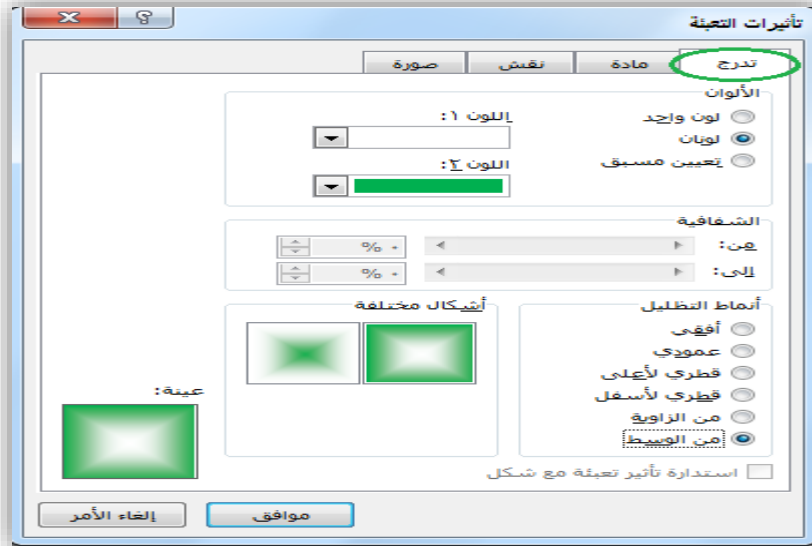 تأثيرات التعبئة
تدرج مادة نقش صورة
الألوان
لون واحد
لونان
تعيين مسبق
اللون ١:
اللون ٢:
الشفافية
من: ٠ %
إلى: ٠ %
أنماط التظليل
أفقي
عمودي
قطري لأعلى
قطري لأسفل
من الزاوية
من الوسط
أشكال مختلفة
عينة:
استدارة تأثير تعبئة مع شكل
موافق إلغاء الأمر